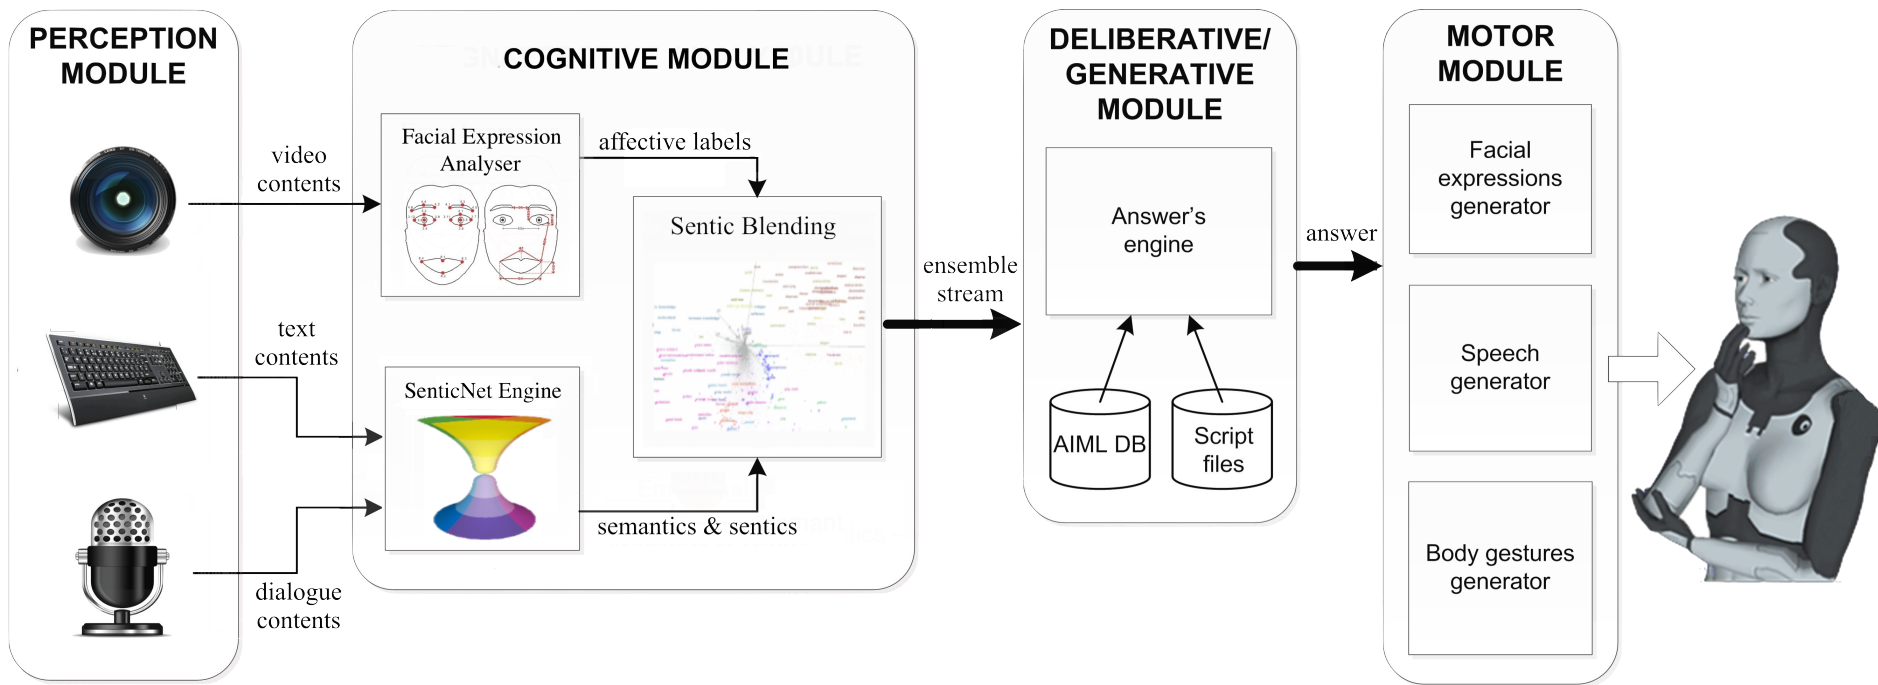 PERCEPTION
MODULE
video
contents
text
contents
dialogue
contents
COGNITIVE MODULE
Facial Expression
Analyser
affective labels
SenticNet Engine
semantics & sentics
Sentic Blending
ensemble
stream
DELIBERATIVE/
GENERATIVE
MODULE
Answer's
engine
AIML DB
Script
files
answer
MOTOR
MODULE
Facial
expressions
generator
Speech
generator
Body gestures
generator